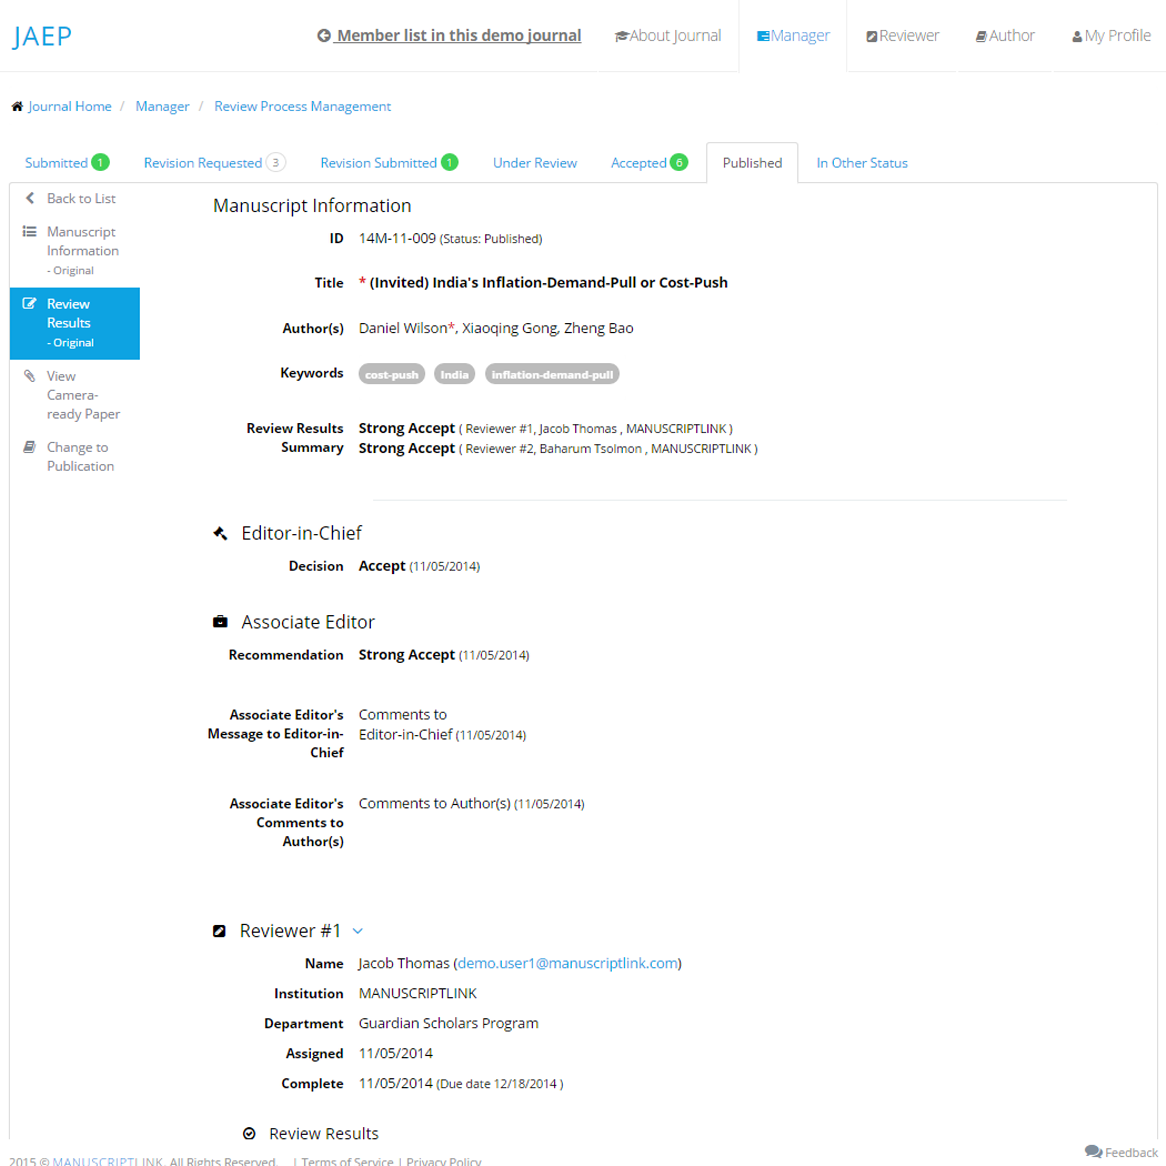 JAEP
Member list in this demo journal
About Journal
Manager
Reviewer
Author
My Profile
Journal Home / Manager / Review Process Management
Submitted 1
Revision Requested 3
Revision Submitted 1
Under Review
Accepted 6
Published
In Other Status
Back to List
Manuscript
Information
- Original
Review
Results
- Original
View
Camera-
ready Paper
Change to
Publication
Manuscript Information
ID 14M-11-009 (Status: Published)
Title * (Invited) India's Inflation-Demand-Pull or Cost-Push
Author(s) Daniel Wilson*, Xiaoqing Gong, Zheng Bao
Keywords cost-push India inflation-demand-pull
Review Results Strong Accept ( Reviewer #1, Jacob Thomas , MANUSCRIPTLINK )
Summary Strong Accept ( Reviewer #2, Baharum Tsolmon , MANUSCRIPTLINK )
Editor-in-Chief
Decision Accept (11/05/2014)
Associate Editor
Recommendation Strong Accept (11/05/2014)
Associate Editor's Comments to
Message to Editor-in- Editor-in-Chief (11/05/2014)
Chief
Associate Editor's Comments to Author(s) (11/05/2014)
Comments to
Author(s)
Reviewer #1
Name Jacob Thomas (demo.user1@manuscriptlink.com)
Institution MANUSCRIPTLINK
Department Guardian Scholars Program
Assigned 11/05/2014
Complete 11/05/2014 (Due date 12/18/2014 )
Review Results
2015 © MANUSCRIPTLINK. All Rights Reserved. | Terms of Service | Privacy Policy
Feedback